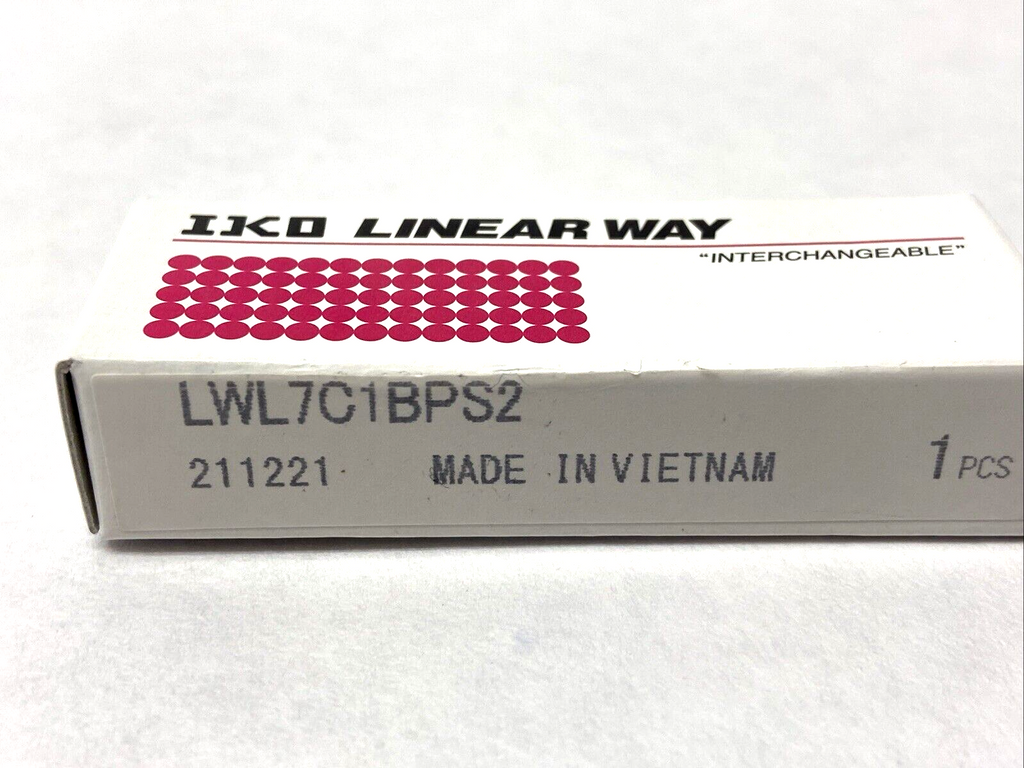 IKO LINEAR WAY
"INTERCHANGEABLE"
LWL7C1BPS2
211221 MADE IN VIETNAM 1 PCS